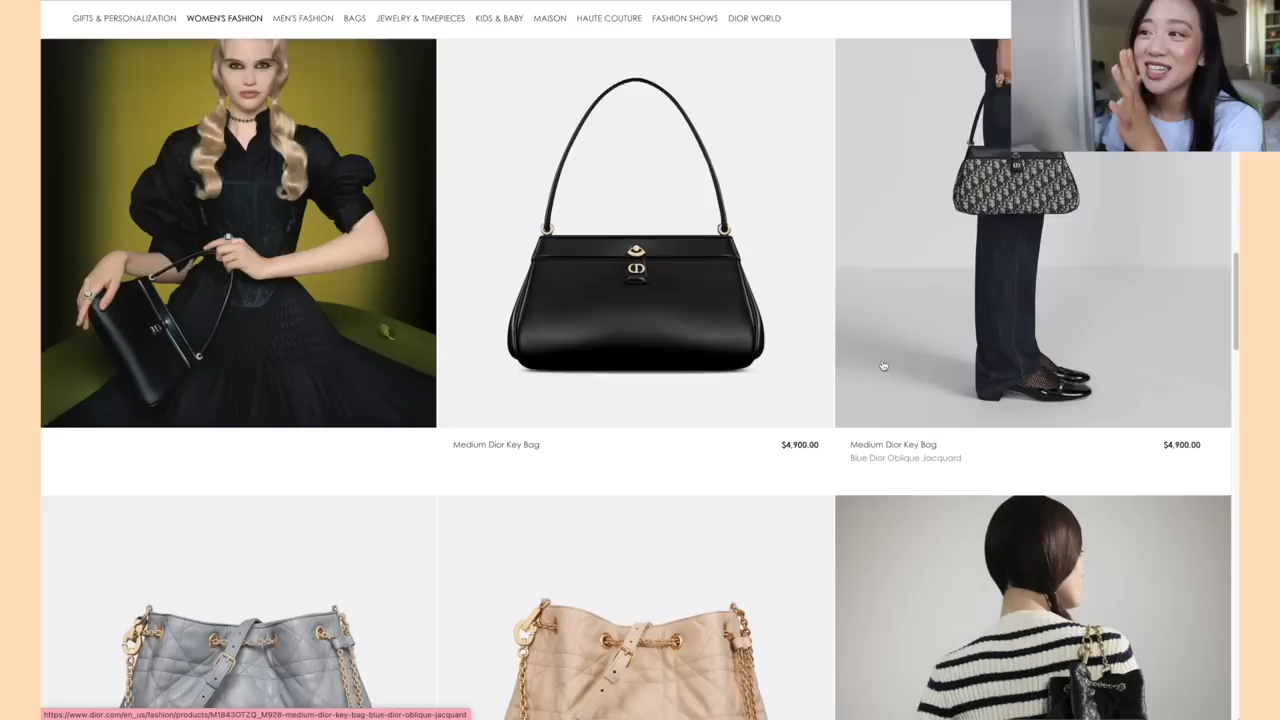 GIFTS & PERSONALIZATION WOMEN'S FASHION MEN'S FASHION BAGS JEWELRY & TIMEPIECES KIDS & BABY MAISON HAUTE COUTURE FASHION SHOWS DIOR WORLD
Medium Dior Key Bag $4,900.00
Medium Dior Key Bag $4,900.00
Blue Dior Oblique Jacquard
https://www.dior.com/en_us/fashion/products/M1843OTZQ_M928-medium-dior-key-bag-blue-dior-oblique-jacquard